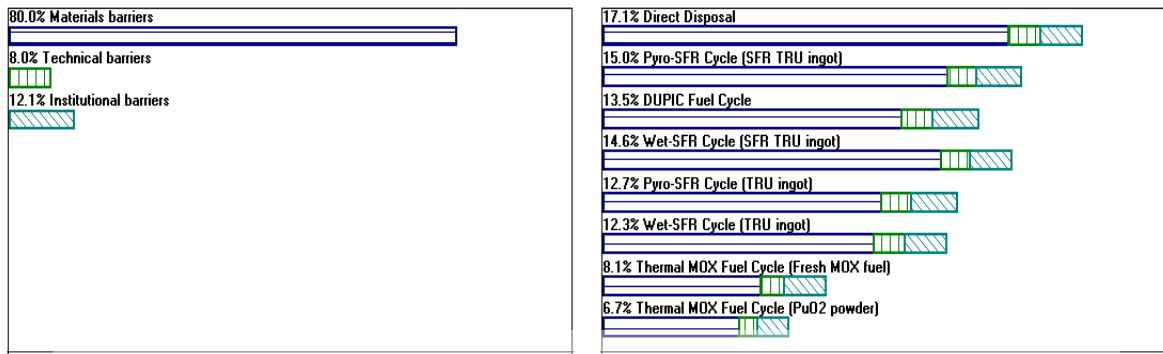 80.0% Materials barriers
8.0% Technical barriers
12.1% Institutional barriers
17.1% Direct Disposal
15.0% Pyro-SFR Cycle (SFR TRU ingot)
13.5% DUPIC Fuel Cycle
14.6% Wet-SFR Cycle (SFR TRU ingot)
12.7% Pyro-SFR Cycle (TRU ingot)
12.3% Wet-SFR Cycle (TRU ingot)
8.1% Thermal MOX Fuel Cycle (Fresh MOX fuel)
6.7% Thermal MOX Fuel Cycle (PuO2 powder)